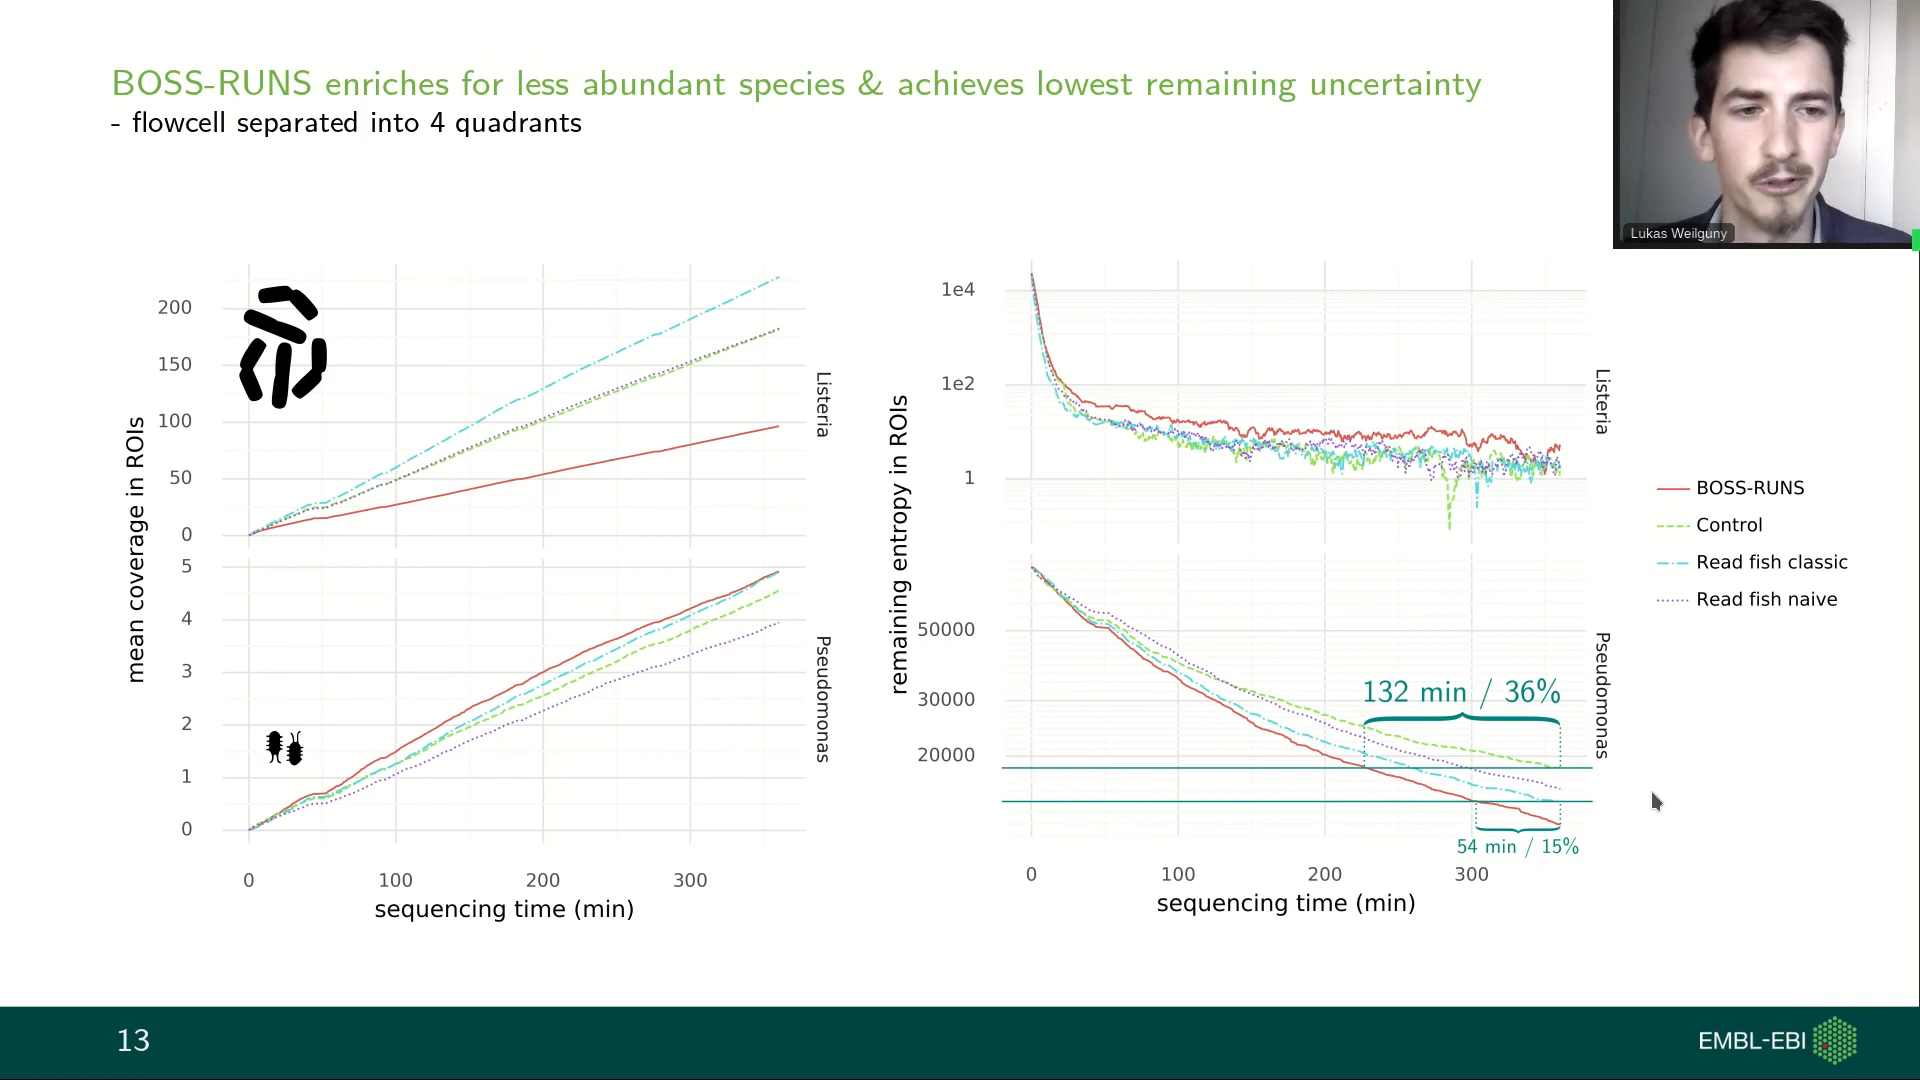 BOSS-RUNS enriches for less abundant species & achieves lowest remaining uncertainty
- flowcell separated into 4 quadrants
Lukas Weilguny
mean coverage in ROIs
200
150
100
50
0
Listeria
5
4
3
2
1
0
Pseudomonas
0 100 200 300
sequencing time (min)
remaining entropy in ROIs
1e4
1e2
1
Listeria
50000
30000
20000
Pseudomonas
132 min / 36%
54 min / 15%
0 100 200 300
sequencing time (min)
BOSS-RUNS
Control
Read fish classic
Read fish naive
13
EMBL-EBI